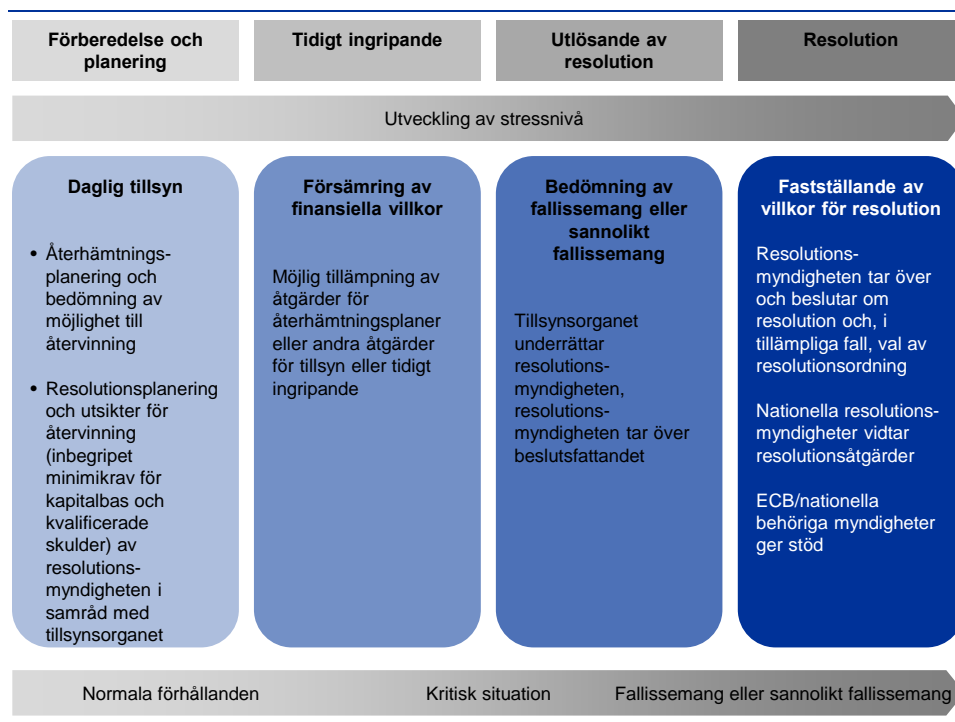 Förberedelse och
planering
Tidigt ingripande
Utlösande av
resolution
Resolution
Utveckling av stressnivå
Daglig tillsyn
• Återhämtnings-
planering och
bedömning av
möjlighet till
återvinning
• Resolutionsplanering
och utsikter för
återvinning
(inbegripet
minimikrav för
kapitalbas och
kvalificerade
skulder) av
resolutions-
myndigheten i
samråd med
tillsynsorganet
Försämring av
finansiella villkor
Möjlig tillämpning av
åtgärder för
återhämtningsplaner
eller andra åtgärder
för tillsyn eller tidigt
ingripande
Bedömning av
fallissemang eller
sannolikt
fallissemang
Tillsynsorganet
underrättar
resolutions-
myndigheten,
resolutions-
myndigheten tar över
beslutsfattandet
Fastställande av
villkor för resolution
Resolutions-
myndigheten tar över
och beslutar om
resolution och, i
tillämpliga fall, val av
resolutionsordning
Nationella resolutions-
myndigheter vidtar
resolutionsåtgärder
ECB/nationella
behöriga myndigheter
ger stöd
Normala förhållanden
Kritisk situation
Fallissemang eller sannolikt fallissemang